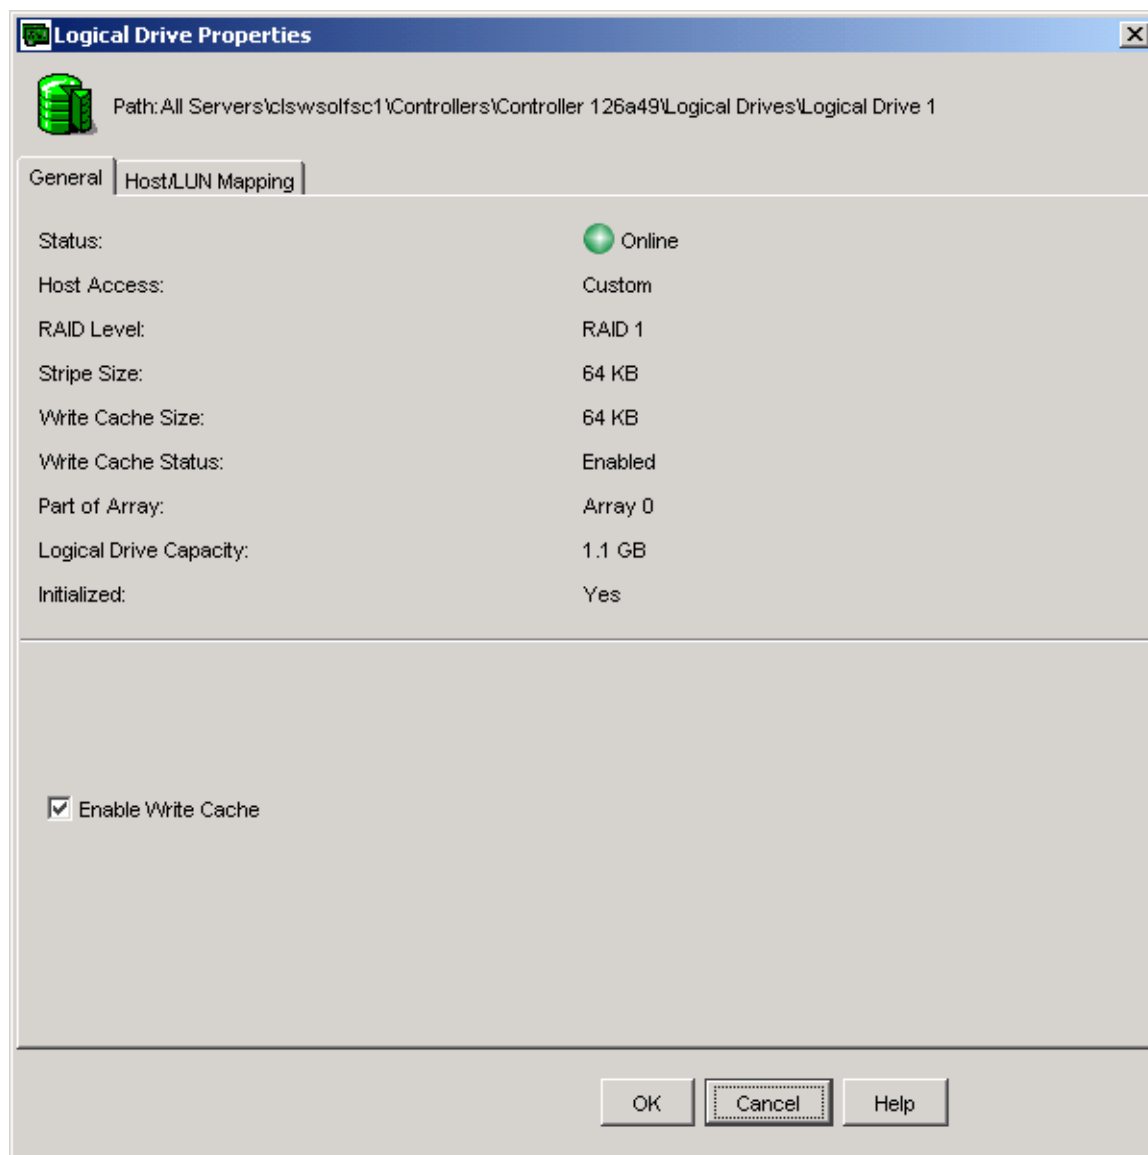 Logical Drive Properties
Path:All Servers\clswsolfsc1\Controllers\Controller 126a49\Logical Drives\Logical Drive 1
General Host/LUN Mapping
Status: Online
Host Access: Custom
RAID Level: RAID 1
Stripe Size: 64 KB
Write Cache Size: 64 KB
Write Cache Status: Enabled
Part of Array: Array 0
Logical Drive Capacity: 1.1 GB
Initialized: Yes
Enable Write Cache
OK Cancel Help